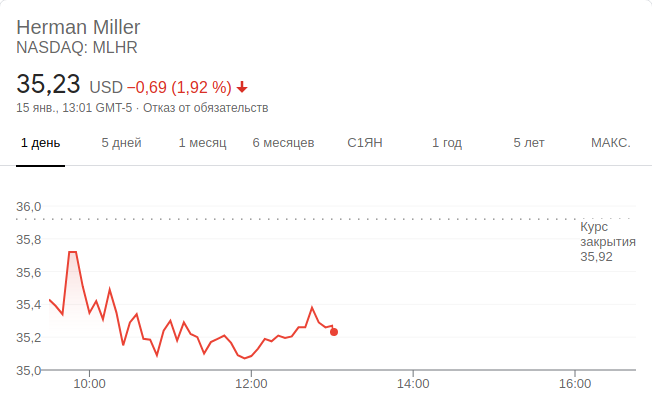 Herman Miller
NASDAQ: MLHR
35,23 USD −0,69 (1,92 %)
15 янв., 13:01 GMT-5 · Отказ от обязательств
1 день 5 дней 1 месяц 6 месяцев С1ЯН 1 год 5 лет МАКС.
36,0
Курс
35,8 закрытия
35,92
35,6
35,4
35,2
35,0
10:00 12:00 14:00 16:00